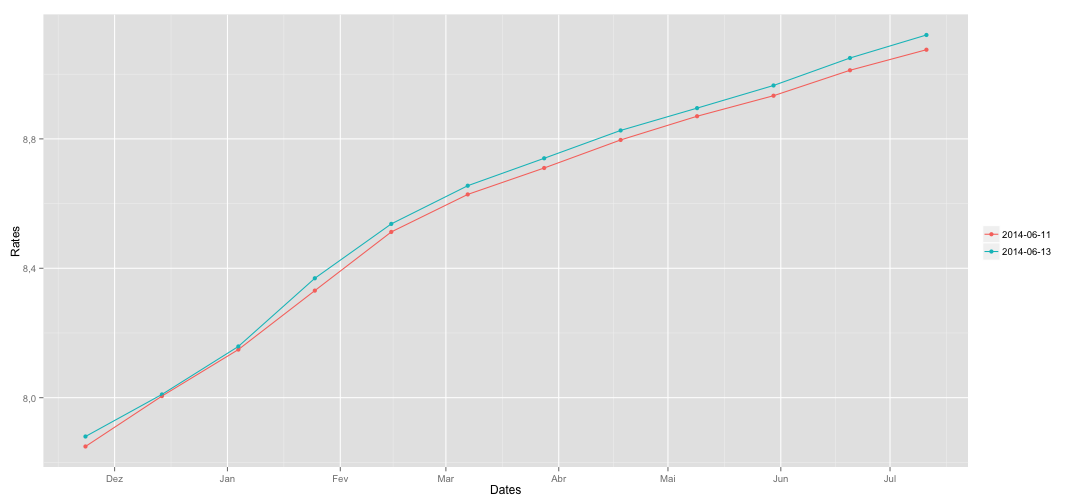 Rates
8,8
8,4
8,0
Dez Jan Fev Mar Abr Mai Jun Jul
Dates
2014-06-11
2014-06-13